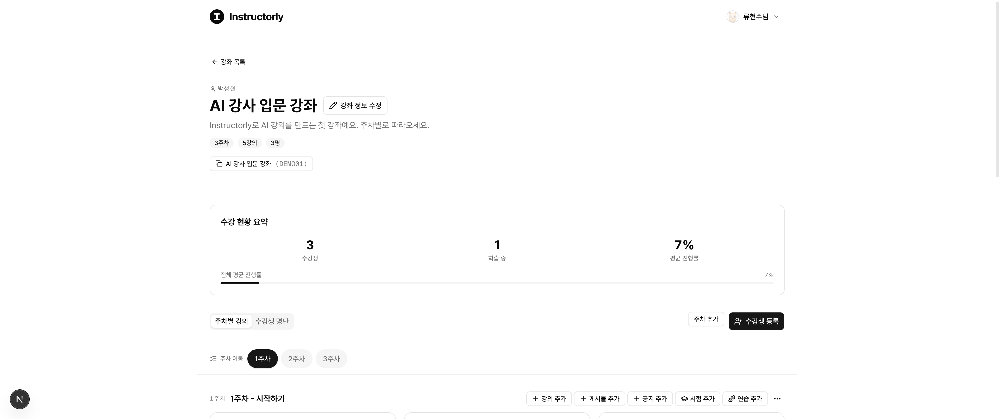 Instructorly
류현수님
강좌 목록
박성현
AI 강사 입문 강좌
강좌 정보 수정
Instructorly로 AI 강의를 만드는 첫 강좌예요. 주차별로 따라오세요.
3주차 5강의 3명
AI 강사 입문 강좌 (DEMO01)
수강 현황 요약
3 1 7%
수강생 학습 중 평균 진행률
전체 평균 진행률 7%
주차별 강의 수강생 명단 주차 추가 수강생 등록
주차 이동 1주차 2주차 3주차
1주차 1주차 - 시작하기 강의 추가 게시물 추가 공지 추가 시험 추가 연습 추가
N